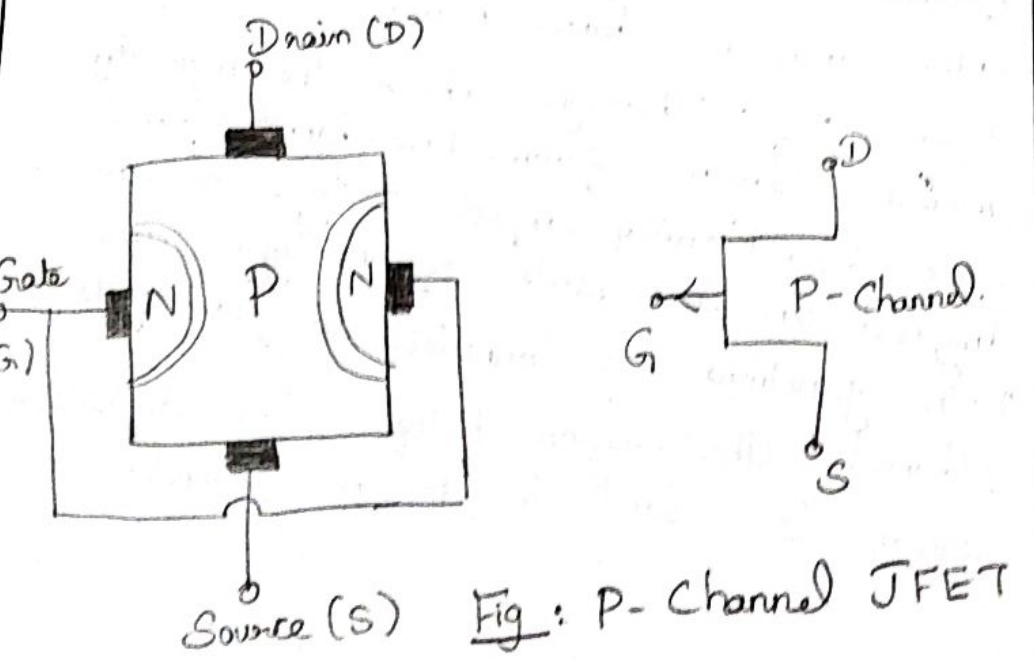 Drain (D)
D
Gate
G)
N
P
N
P-Channel.
G
S
Source (S)
Fig: P-Channel JFET